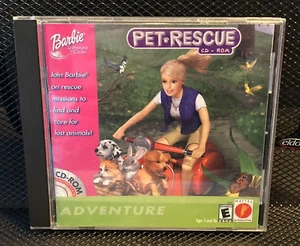 Barbie
PET-RESCUE
CD-ROM
Join Barbie®
on rescue
missions to
find and
care for
lost animals!
CD-ROM
ADVENTURE
E